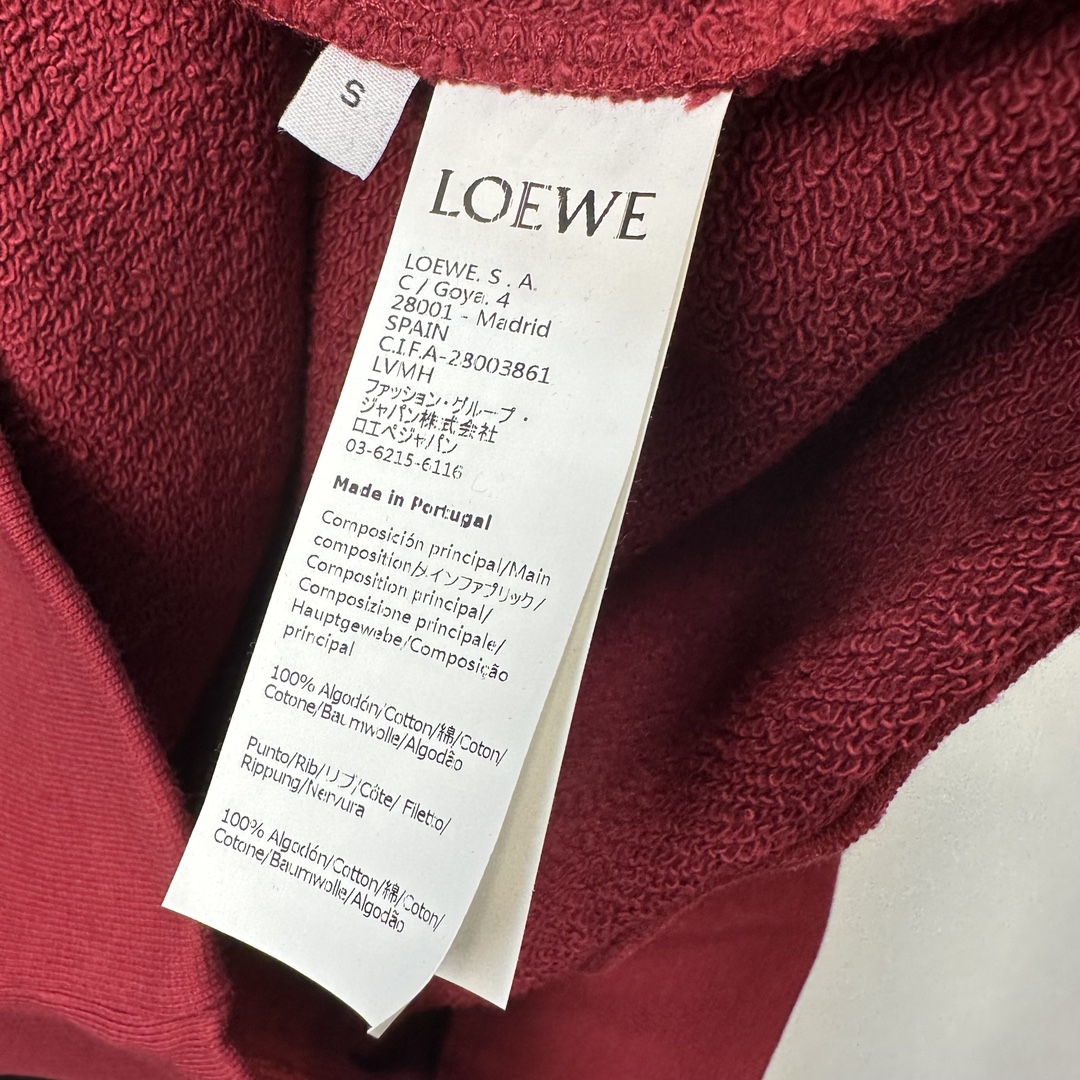 S
LOEWE
LOEWE. S . A.
C / Goya. 4
28001 - Madrid
SPAIN
C.I.F.A-28003861
LVMH
ファッション・グループ・
ジャパン株式会社
ロエベジャパン
03-6215-6116
Made in Portugal
Composición principal/Main
composition/メインファブリック/
Composition principal/
Composizione principale/
Hauptgewebe/Composição
principal
100% Algodón/Cotton/綿/Coton/
Cotone/Baumwolle/Algodão
Punto/Rib/リブ/Côte/ Filetto/
Rippung/Nervura
100% Algodón/Cotton/綿/Coton/
Cotone/Baumwolle/Algodão